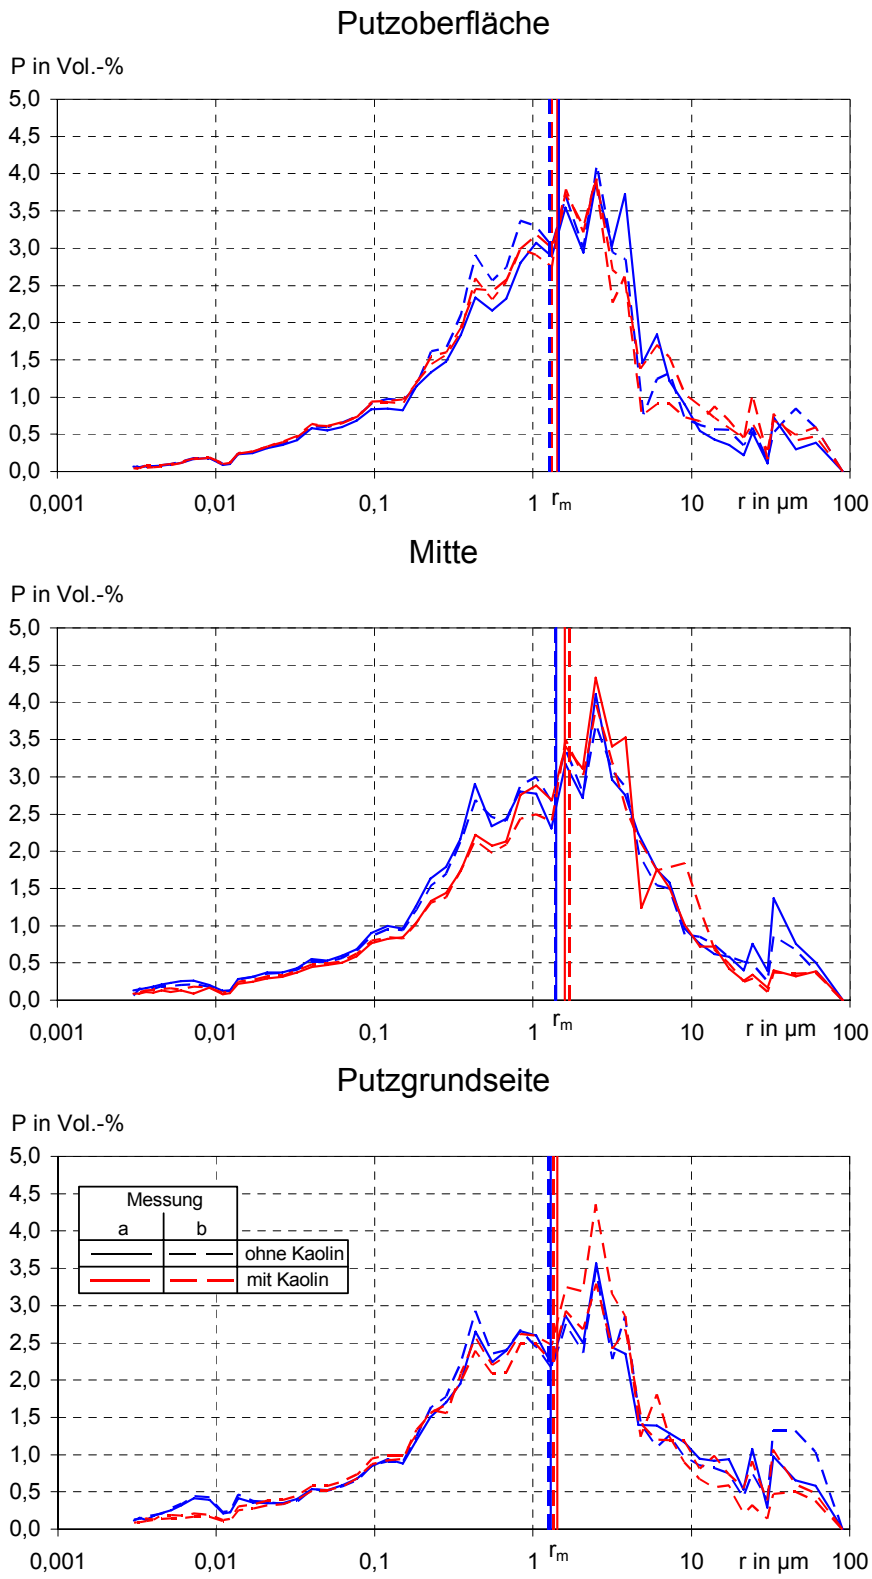 Putzoberfläche
P in Vol.-%
5,0
4,5
4,0
3,5
3,0
2,5
2,0
1,5
1,0
0,5
0,0
0,001 0,01 0,1 1 rm 10 r in µm 100
Mitte
P in Vol.-%
5,0
4,5
4,0
3,5
3,0
2,5
2,0
1,5
1,0
0,5
0,0
0,001 0,01 0,1 1 rm 10 r in µm 100
Putzgrundseite
P in Vol.-%
5,0
4,5
4,0
3,5
3,0
2,5
2,0
1,5
1,0
0,5
0,0
Messung
a b
ohne Kaolin
mit Kaolin
0,001 0,01 0,1 1 rm 10 r in µm 100